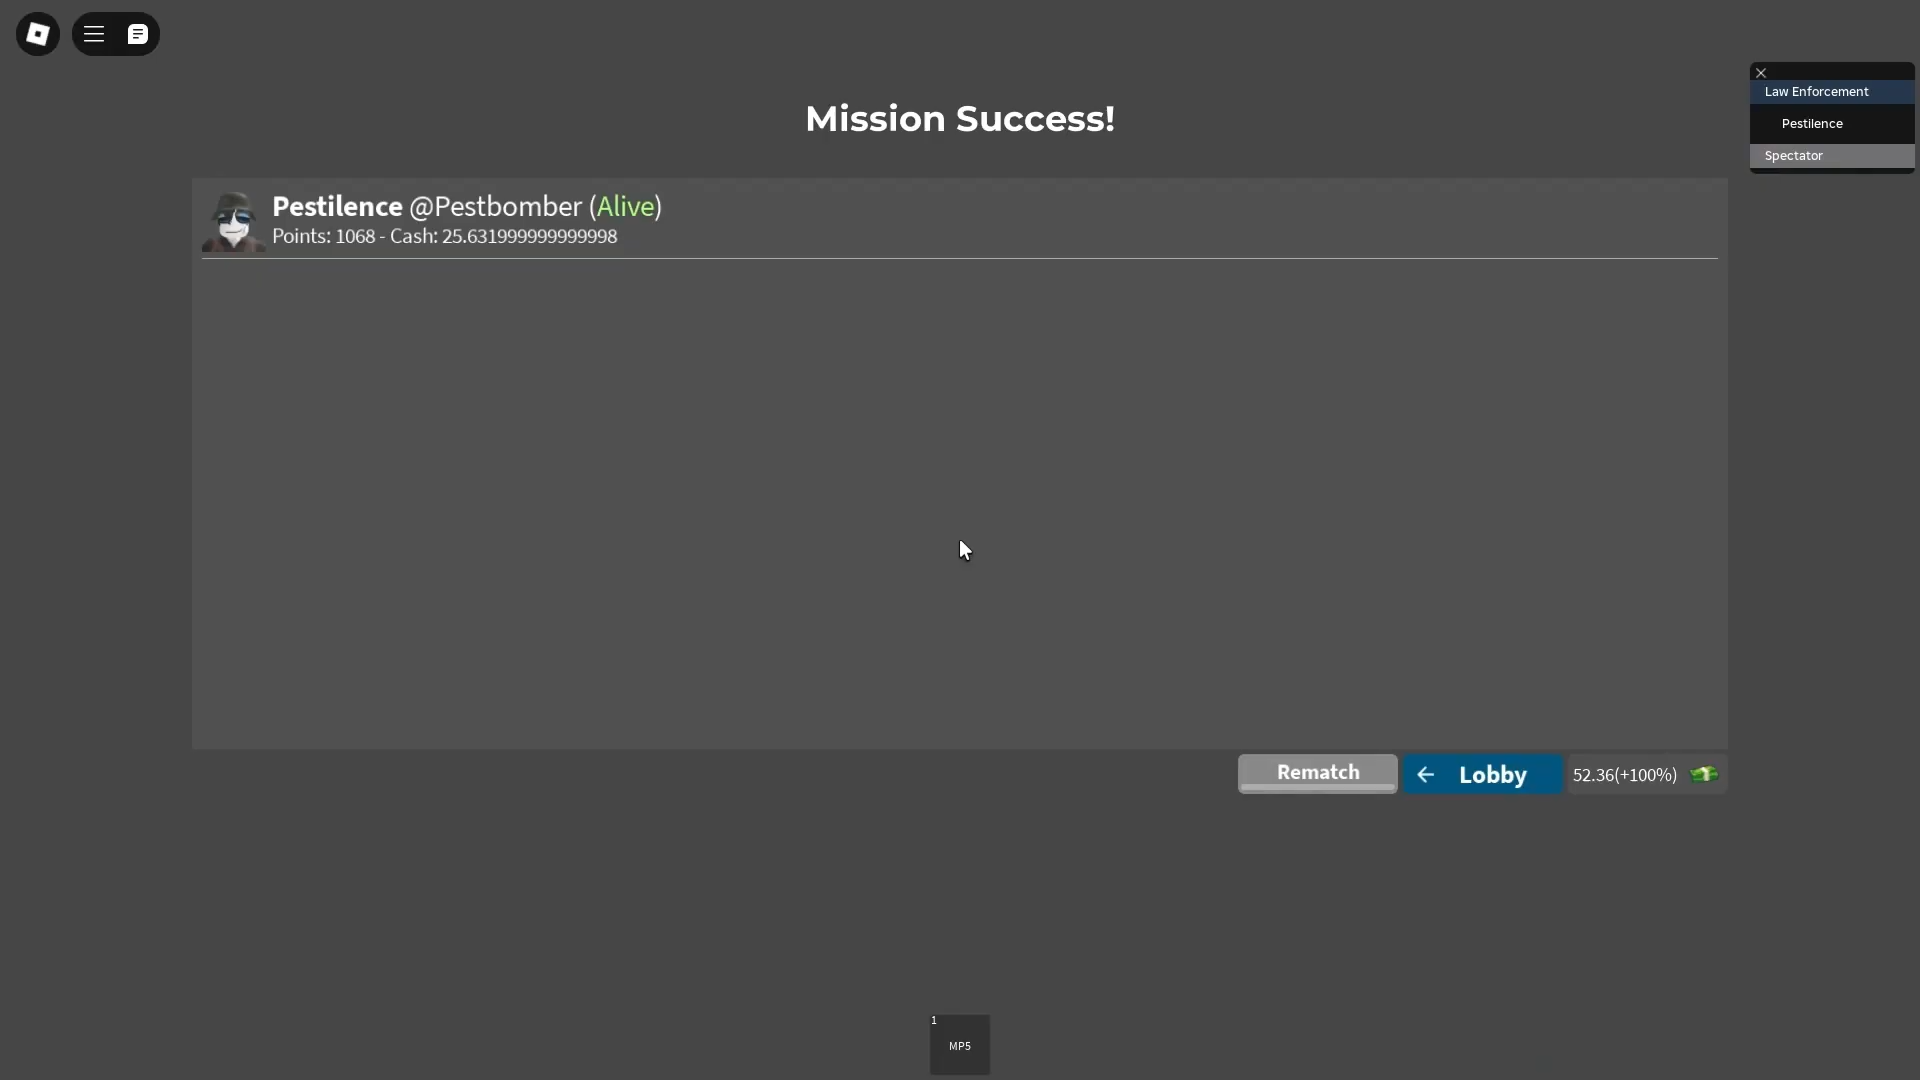 Law Enforcement
Pestilence
Spectator
Mission Success!
Pestilence @Pestbomber (Alive)
Points: 1068 - Cash: 25.631999999999998
Rematch
Lobby
52.36(+100%)
1
MP5